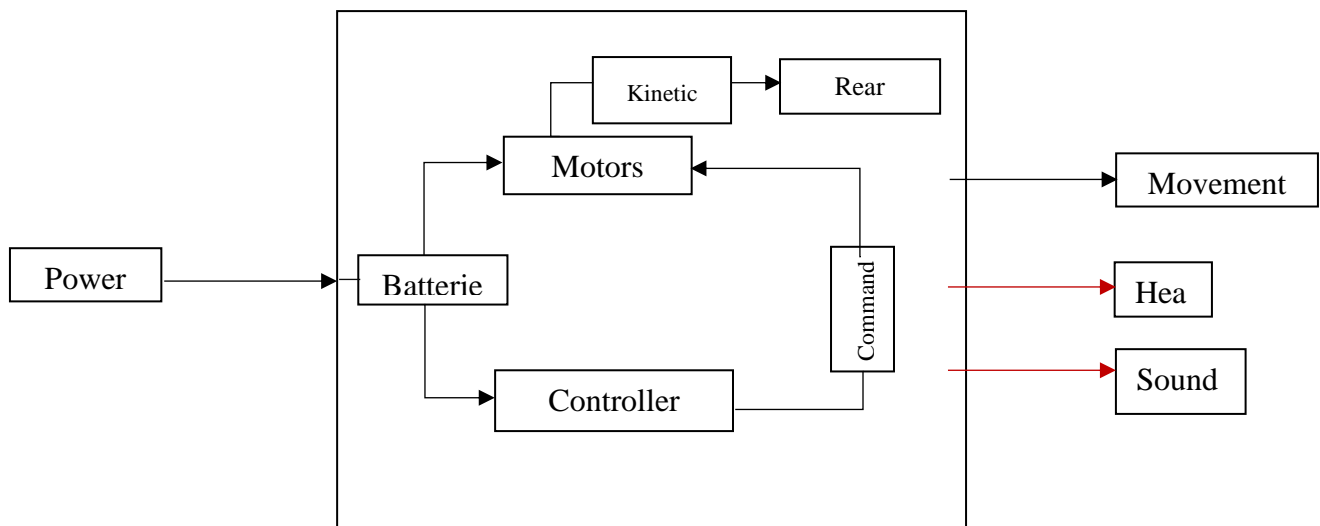 Kinetic
Rear
Motors
Movement
Power
Batterie
Command
Hea
Controller
Sound